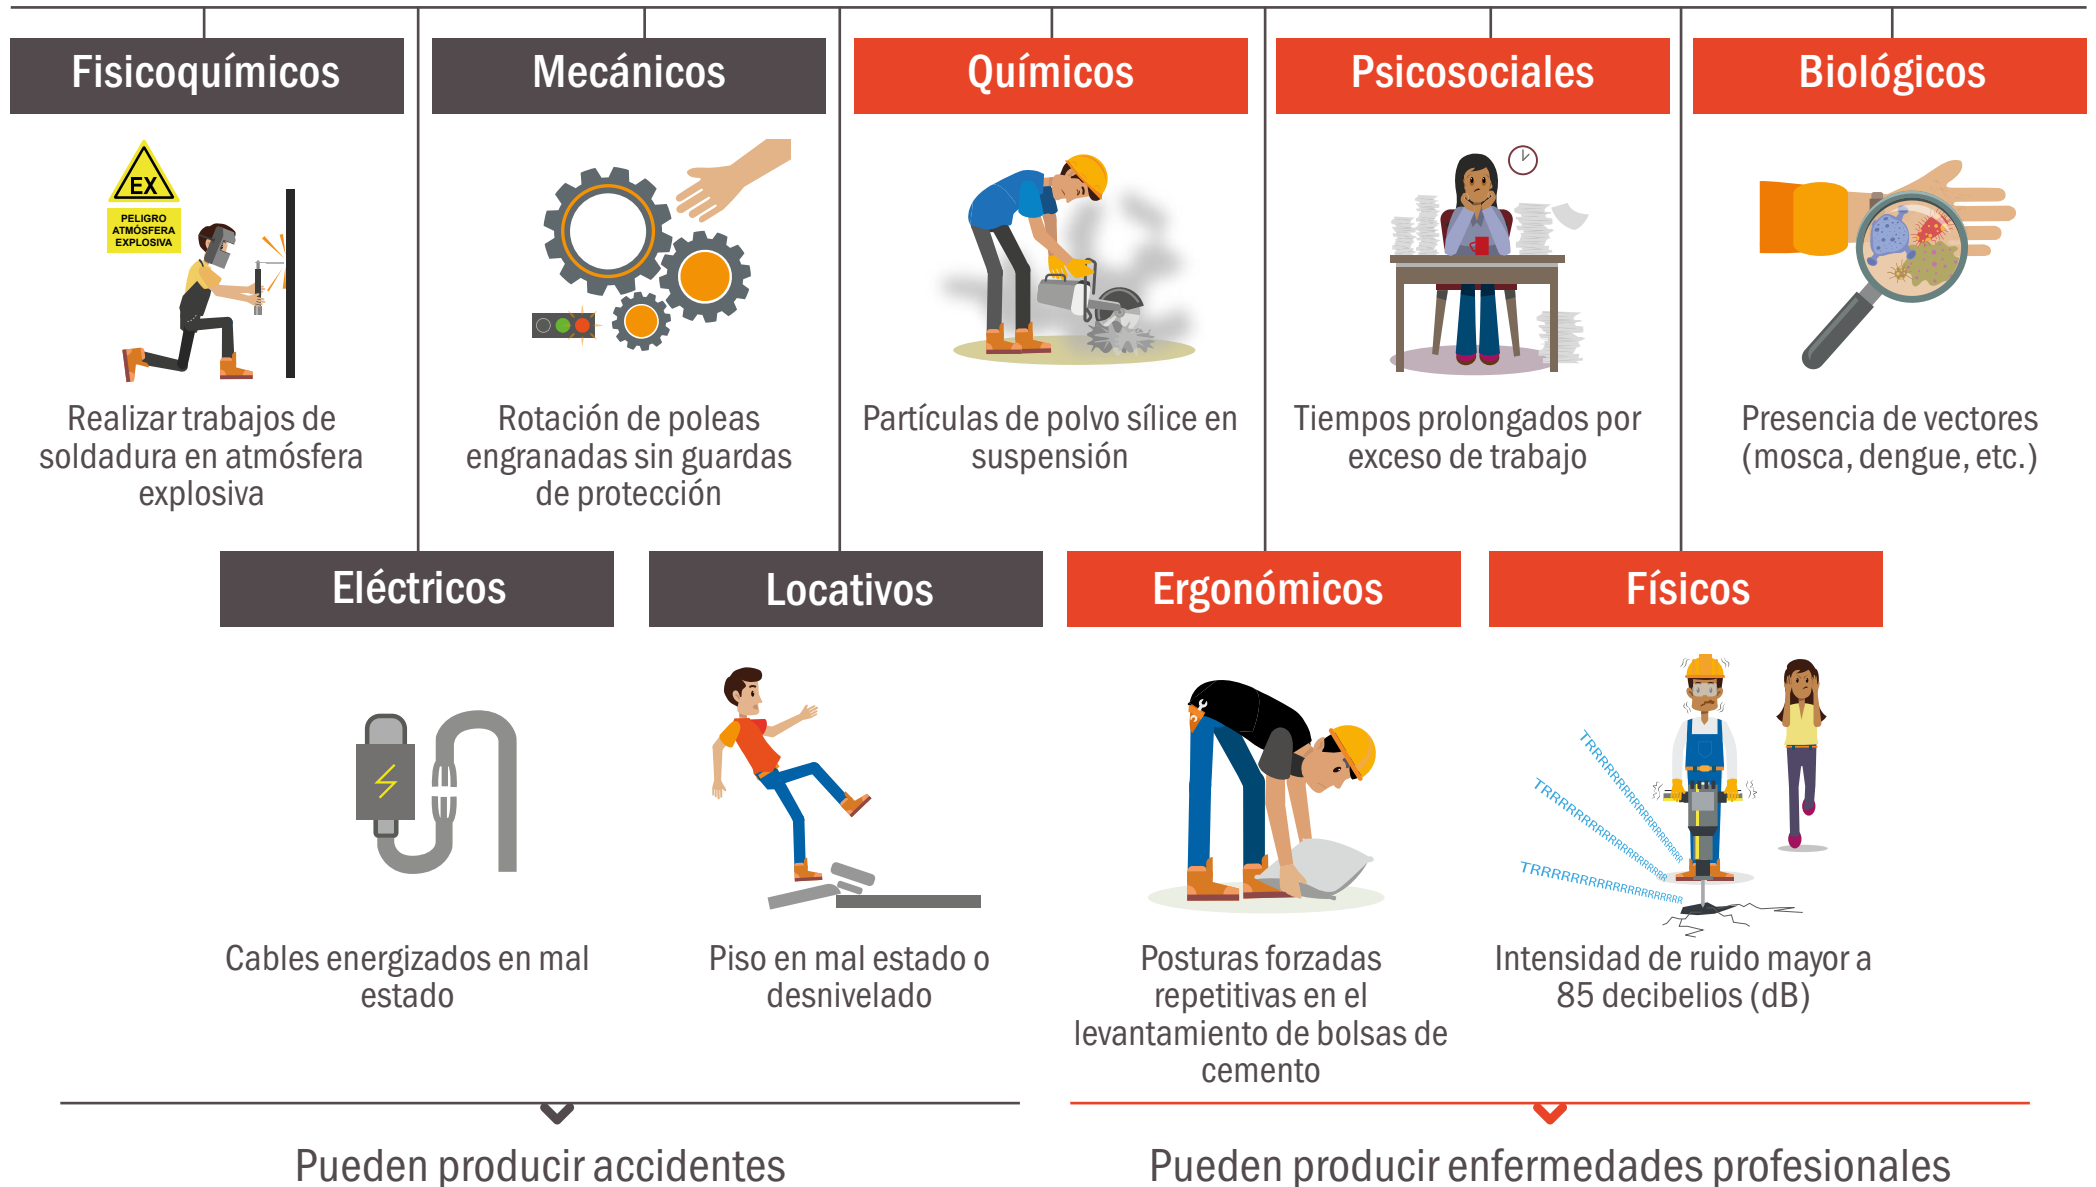 Fisicoquímicos
Mecánicos
Químicos
Psicosociales
Biológicos
EX
PELIGRO
ATMÓSFERA
EXPLOSIVA
Realizar trabajos de
soldadura en atmósfera
explosiva
Rotación de poleas
engranadas sin guardas
de protección
Partículas de polvo sílice en
suspensión
Tiempos prolongados por
exceso de trabajo
Presencia de vectores
(mosca, dengue, etc.)
Eléctricos
Locativos
Ergonómicos
Físicos
TRRRRRRRRRRRRRRRRRRRR
TRRRRRRRRRRRRRRRRRRRR
TRRRRRRRRRRRRRRRRRRRR
Cables energizados en mal
estado
Piso en mal estado o
desnivelado
Posturas forzadas
repetitivas en el
levantamiento de bolsas de
cemento
Intensidad de ruido mayor a
85 decibelios (dB)
Pueden producir accidentes
Pueden producir enfermedades profesionales